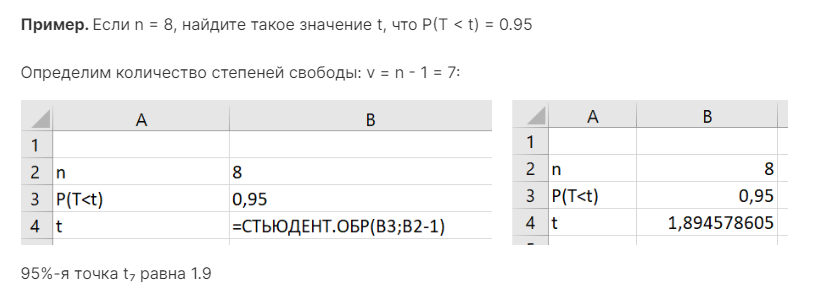 Пример. Если n = 8, найдите такое значение t, что P(T < t) = 0.95
Определим количество степеней свободы: v = n - 1 = 7:
A B
1
2 n 8
3 P(T<t) 0,95
4 t =СТЬЮДЕНТ.ОБР(B3;B2-1)
A B
1
2 n 8
3 P(T<t) 0,95
4 t 1,894578605
95%-я точка t₇ равна 1.9